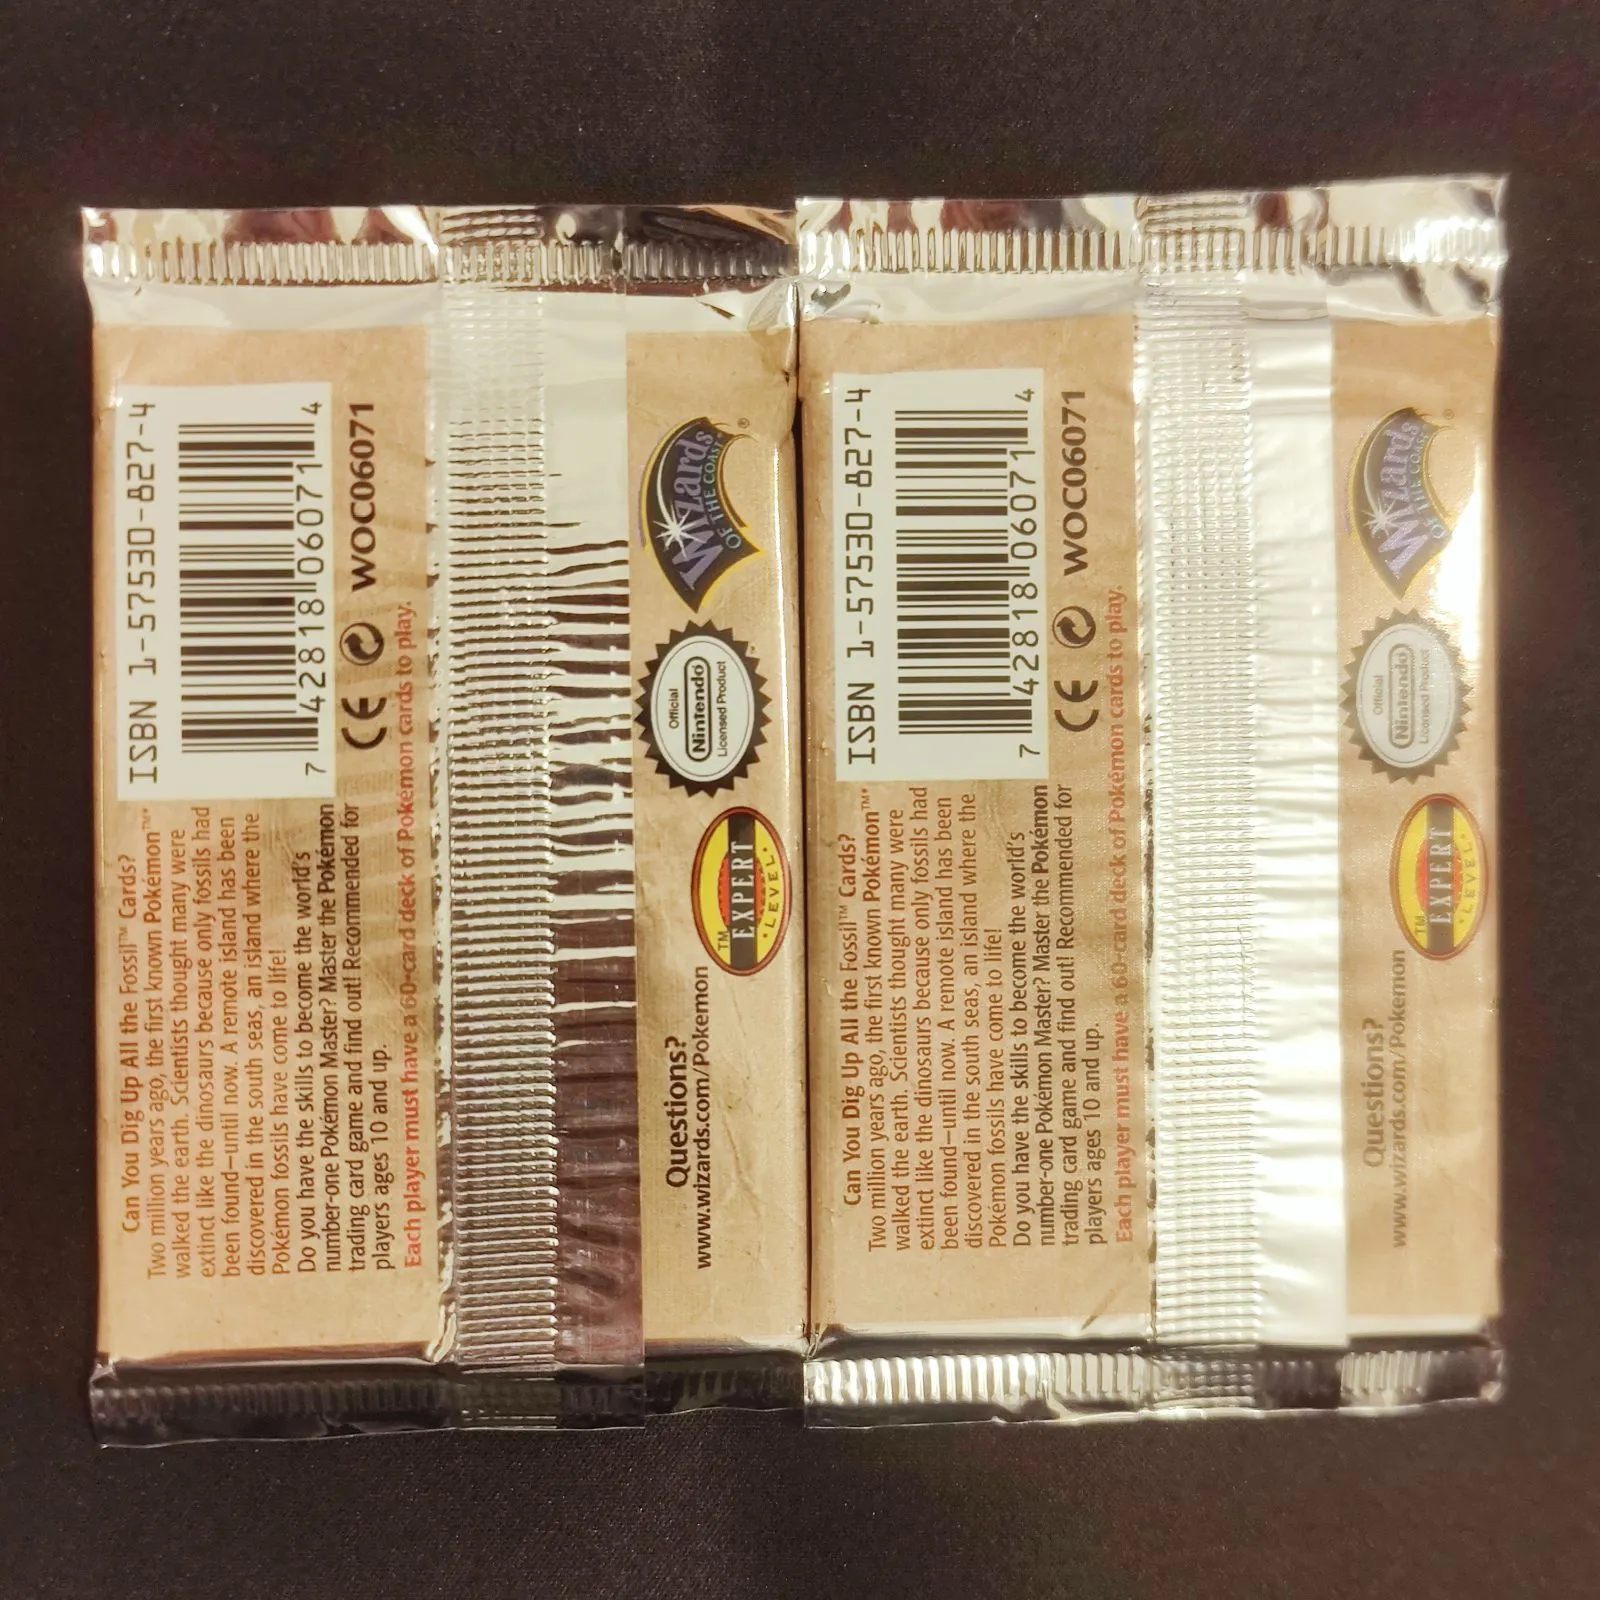 ISBN 1-57530-827-4
7 42818 06071 4
CE WOC06071
Can You Dig Up All the Fossil™ Cards?
Two million years ago, the first known Pokémon™*
walked the earth. Scientists thought many were
extinct like the dinosaurs because only fossils had
been found—until now. A remote island has been
discovered in the south seas, an island where the
Pokémon fossils have come to life!
Do you have the skills to become the world's
number-one Pokémon Master? Master the Pokémon
trading card game and find out! Recommended for
players ages 10 and up.
Each player must have a 60-card deck of Pokémon cards to play.
Questions?
www.wizards.com/Pokemon
TM
EXPERT
LEVEL
Official
Nintendo
Licensed Product
™
Wizards
OF THE COAST®
®
ISBN 1-57530-827-4
7 42818 06071 4
CE WOC06071
Can You Dig Up All the Fossil™ Cards?
Two million years ago, the first known Pokémon™*
walked the earth. Scientists thought many were
extinct like the dinosaurs because only fossils had
been found—until now. A remote island has been
discovered in the south seas, an island where the
Pokémon fossils have come to life!
Do you have the skills to become the world's
number-one Pokémon Master? Master the Pokémon
trading card game and find out! Recommended for
players ages 10 and up.
Each player must have a 60-card deck of Pokémon cards to play.
Questions?
www.wizards.com/Pokemon
TM
EXPERT
LEVEL
Official
Nintendo
Licensed Product
Wizards
OF THE COAST
®